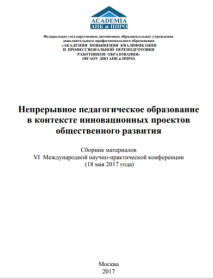 ACADEMIA
АПК и ППРО
Федеральное государственное автономное образовательное учреждение
дополнительного профессионального образования
«АКАДЕМИЯ ПОВЫШЕНИЯ КВАЛИФИКАЦИИ
И ПРОФЕССИОНАЛЬНОЙ ПЕРЕПОДГОТОВКИ
РАБОТНИКОВ ОБРАЗОВАНИЯ»
(ФГАОУ ДПО АПК и ППРО)
Непрерывное педагогическое образование
в контексте инновационных проектов
общественного развития
Сборник материалов
VI Международной научно-практической конференции
(18 мая 2017 года)
Москва
2017